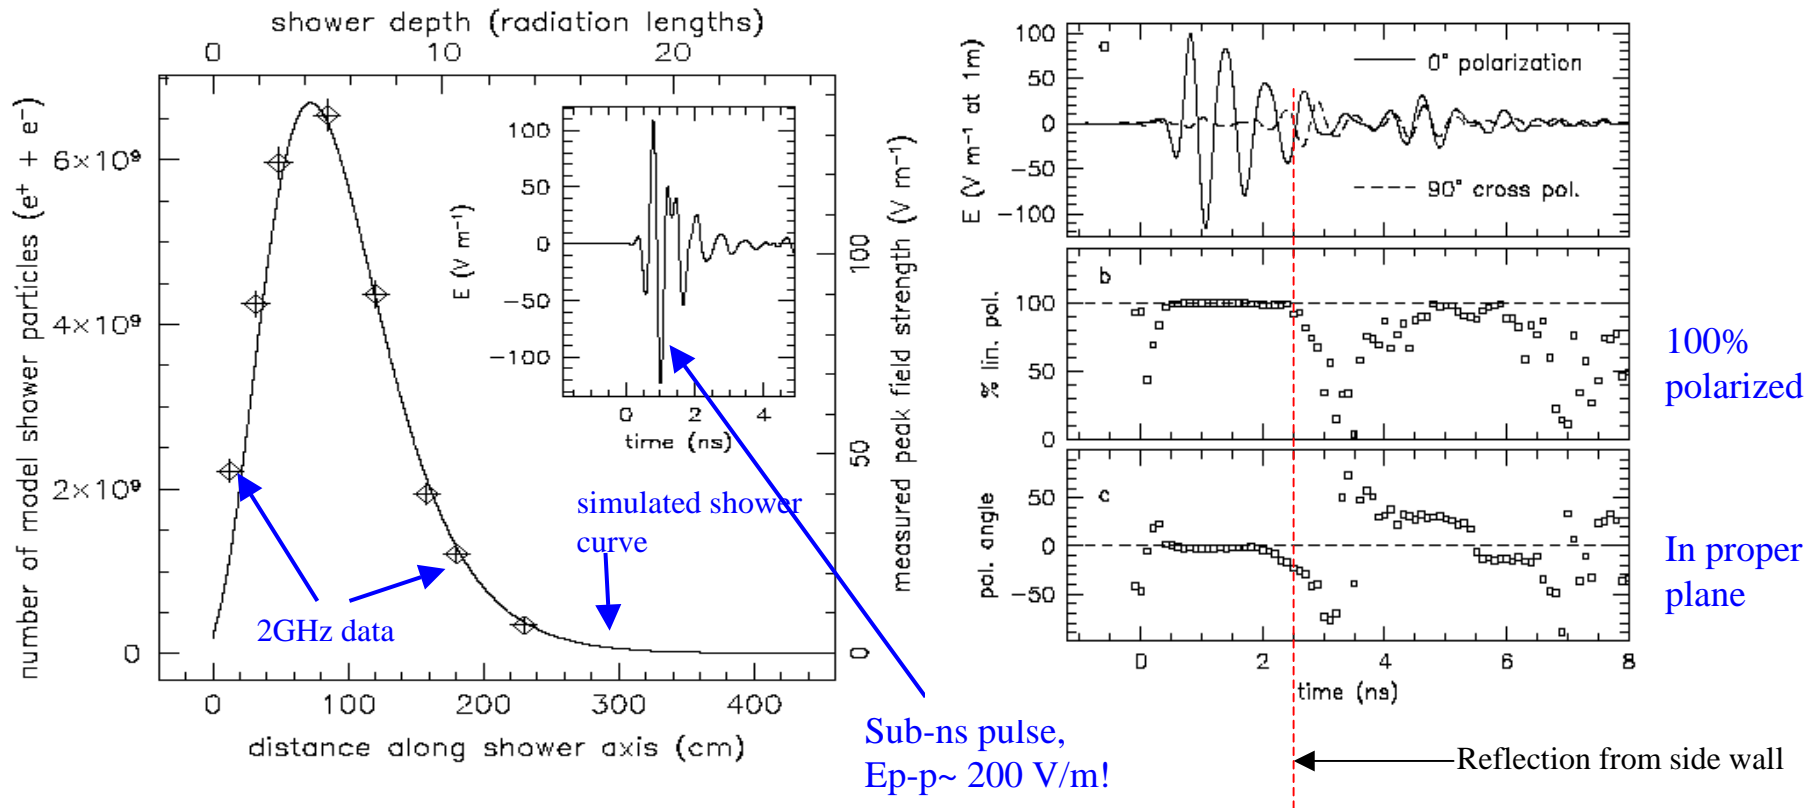 shower depth (radiation lengths)
0 10 20
number of model shower particles (e⁺ + e⁻)
6×10⁹
4×10⁹
2×10⁹
0
measured peak field strength (V m⁻¹)
100
50
0
0 100 200 300 400
distance along shower axis (cm)
E (V m⁻¹)
100
50
0
−50
−100
0 2 4
time (ns)
simulated shower
curve
2GHz data
Sub-ns pulse,
Ep-p~ 200 V/m!
E (V m⁻¹ at 1m)
100
50
0
−50
−100
a
0° polarization
90° cross pol.
% lin. pol.
100
50
0
b
100%
polarized
pol. angle
50
0
−50
c
In proper
plane
0 2 4 6 8
time (ns)
Reflection from side wall